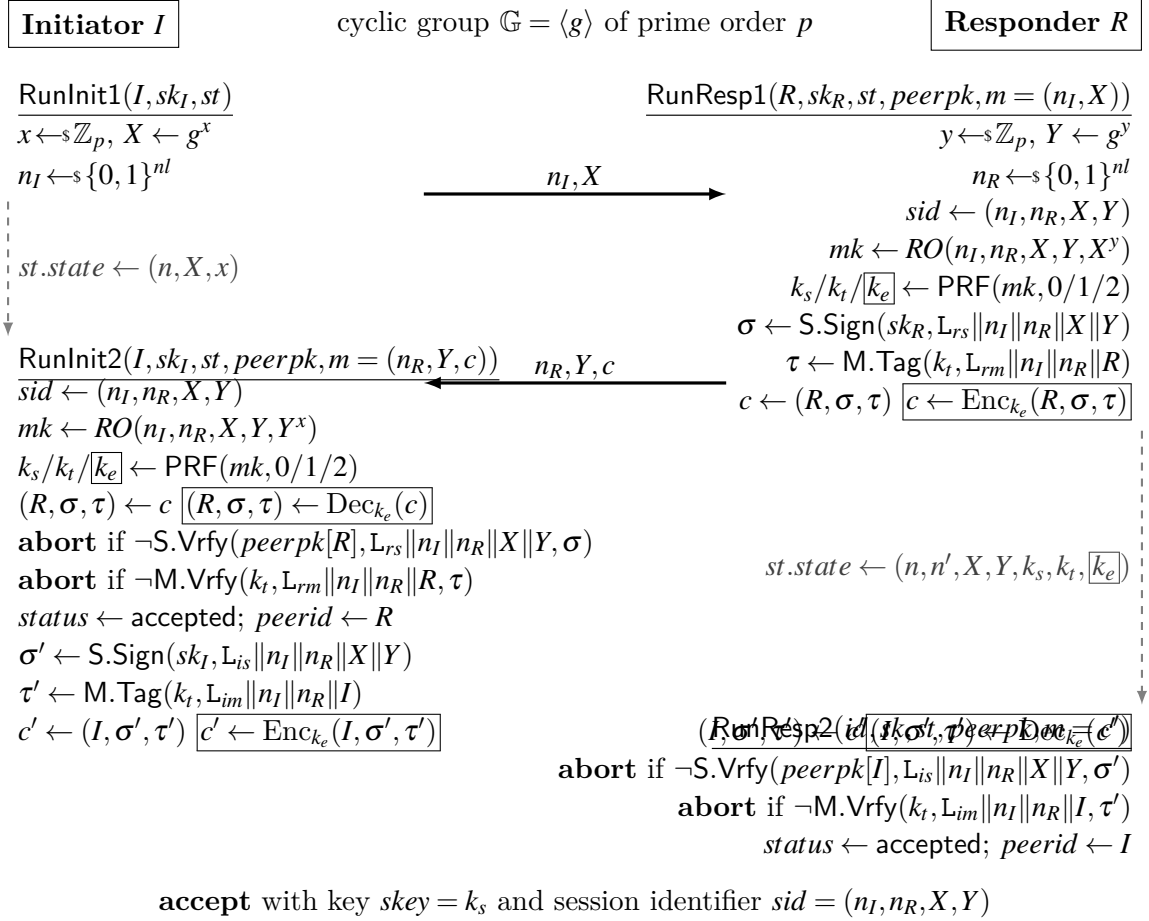 Initiator I
cyclic group 𝔾 = ⟨g⟩ of prime order p
Responder R
RunInit1(I, sk_I, st)
x ←$ ℤ_p, X ← g^x
n_I ←$ {0,1}^{nl}
n_I, X
st.state ← (n, X, x)
RunResp1(R, sk_R, st, peerpk, m = (n_I, X))
y ←$ ℤ_p, Y ← g^y
n_R ←$ {0,1}^{nl}
sid ← (n_I, n_R, X, Y)
mk ← RO(n_I, n_R, X, Y, X^y)
k_s/k_t/k_e ← PRF(mk, 0/1/2)
σ ← S.Sign(sk_R, L_rs‖n_I‖n_R‖X‖Y)
τ ← M.Tag(k_t, L_rm‖n_I‖n_R‖R)
c ← (R, σ, τ) c ← Enc_{k_e}(R, σ, τ)
n_R, Y, c
st.state ← (n, n′, X, Y, k_s, k_t, k_e)
RunInit2(I, sk_I, st, peerpk, m = (n_R, Y, c))
sid ← (n_I, n_R, X, Y)
mk ← RO(n_I, n_R, X, Y, Y^x)
k_s/k_t/k_e ← PRF(mk, 0/1/2)
(R, σ, τ) ← c (R, σ, τ) ← Dec_{k_e}(c)
abort if ¬S.Vrfy(peerpk[R], L_rs‖n_I‖n_R‖X‖Y, σ)
abort if ¬M.Vrfy(k_t, L_rm‖n_I‖n_R‖R, τ)
status ← accepted; peerid ← R
σ′ ← S.Sign(sk_I, L_is‖n_I‖n_R‖X‖Y)
τ′ ← M.Tag(k_t, L_im‖n_I‖n_R‖I)
c′ ← (I, σ′, τ′) c′ ← Enc_{k_e}(I, σ′, τ′)
RunResp2(id, sk, st, peerpk, m = c′)
(I, σ′, τ′) ← c′ (I, σ′, τ′) ← Dec_{k_e}(c′)
abort if ¬S.Vrfy(peerpk[I], L_is‖n_I‖n_R‖X‖Y, σ′)
abort if ¬M.Vrfy(k_t, L_im‖n_I‖n_R‖I, τ′)
status ← accepted; peerid ← I
accept with key skey = k_s and session identifier sid = (n_I, n_R, X, Y)